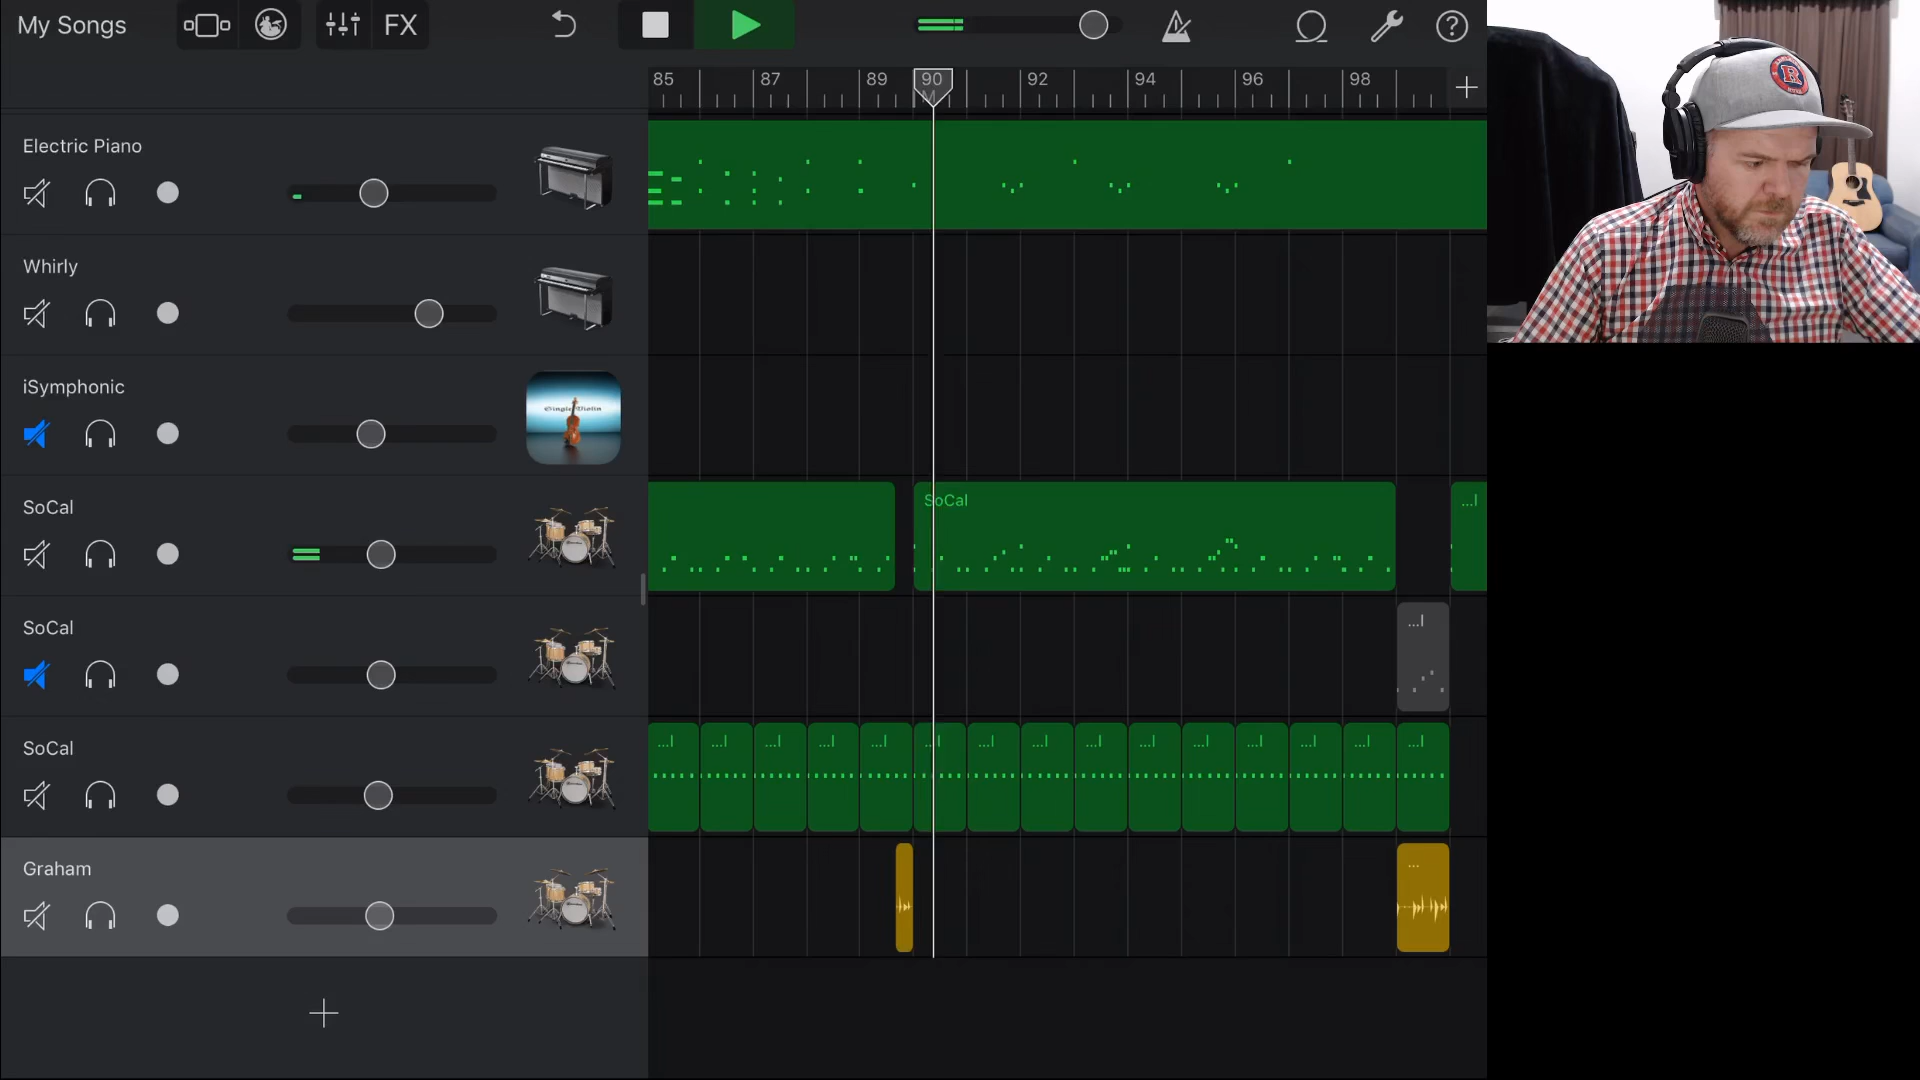 My Songs
FX
85 87 89 90 92 94 96 98
M
Electric Piano
Whirly
iSymphonic
SoCal
SoCal
...l
SoCal
...l
SoCal
...l ...l ...l ...l ...l ...l ...l ...l ...l ...l ...l ...l ...l ...l ...l
Graham
...
R